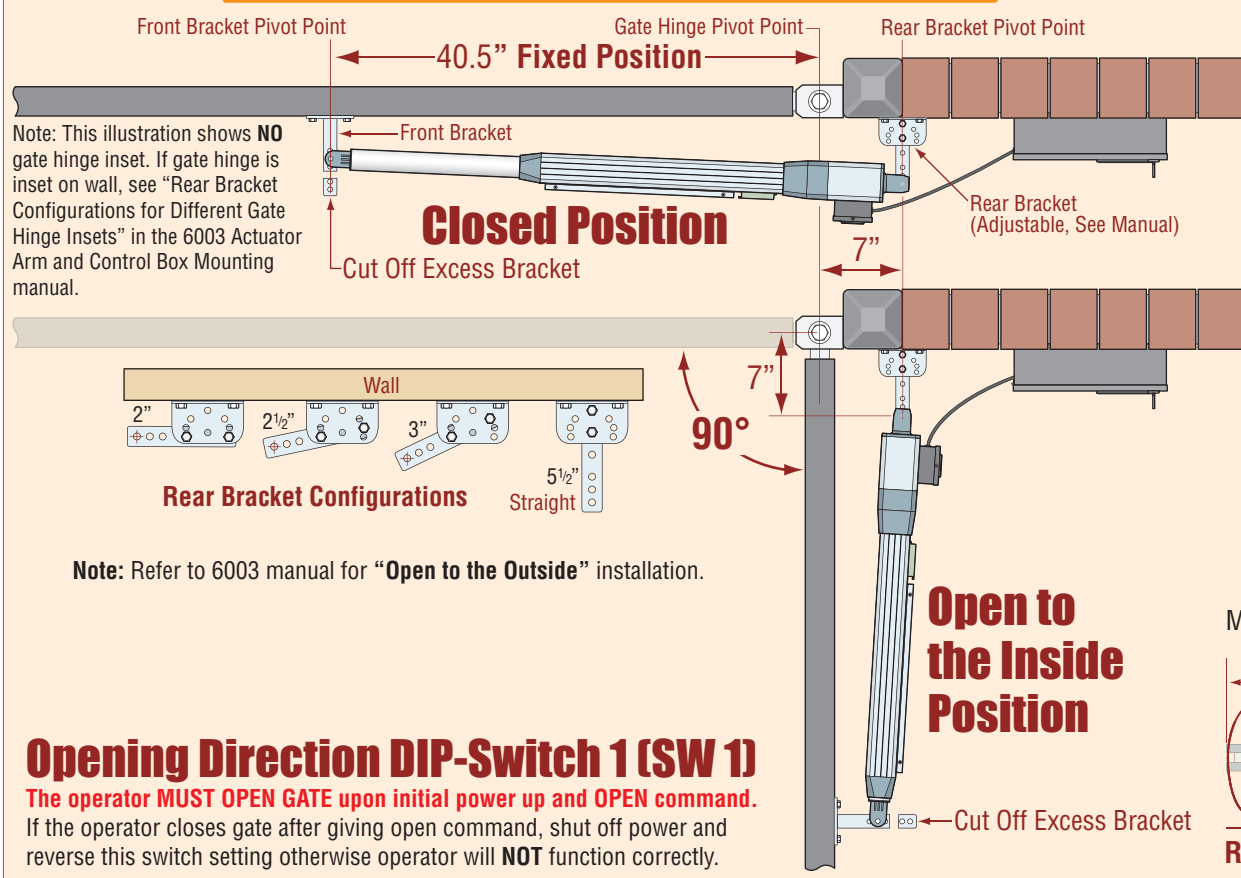 Front Bracket Pivot Point
Gate Hinge Pivot Point
Rear Bracket Pivot Point
40.5” Fixed Position
Note: This illustration shows NO
gate hinge inset. If gate hinge is
inset on wall, see “Rear Bracket
Configurations for Different Gate
Hinge Insets” in the 6003 Actuator
Arm and Control Box Mounting
manual.
Front Bracket
Closed Position
Cut Off Excess Bracket
Rear Bracket
(Adjustable, See Manual)
7”
7”
90°
Wall
2”
2½”
3”
5½”
Straight
Rear Bracket Configurations
Note: Refer to 6003 manual for “Open to the Outside” installation.
Open to
the Inside
Position
Cut Off Excess Bracket
Opening Direction DIP-Switch 1 (SW 1)
The operator MUST OPEN GATE upon initial power up and OPEN command.
If the operator closes gate after giving open command, shut off power and
reverse this switch setting otherwise operator will NOT function correctly.